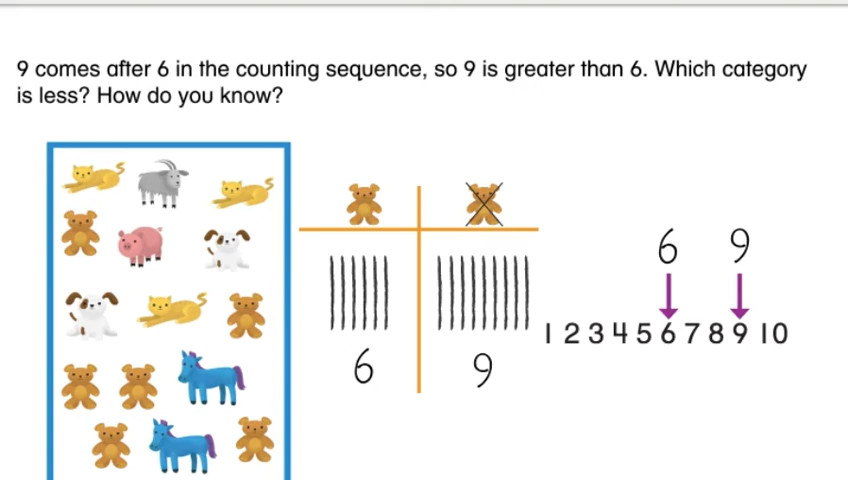 9 comes after 6 in the counting sequence, so 9 is greater than 6. Which category
is less? How do you know?
6 9
1 2 3 4 5 6 7 8 9 10
6 9